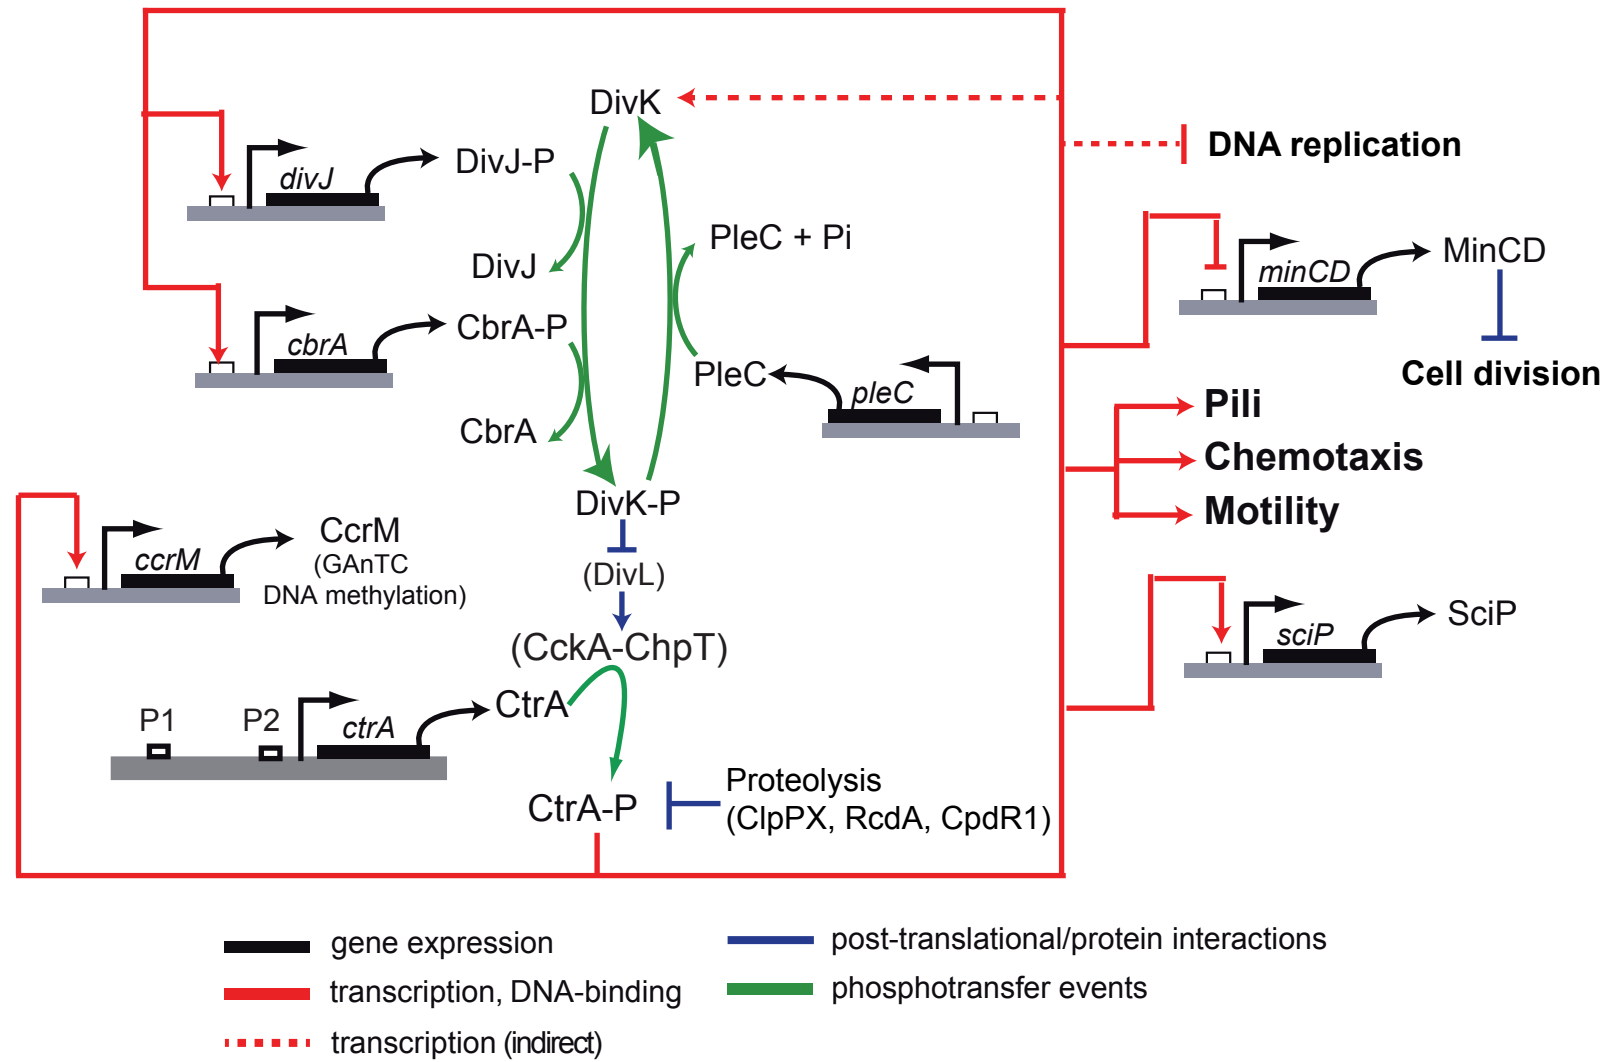 DivK
DNA replication
divJ
DivJ-P
PleC + Pi
DivJ
minCD
MinCD
cbrA
CbrA-P
PleC
pleC
Cell division
Pili
CbrA
Chemotaxis
DivK-P
Motility
ccrM
CcrM
(GAnTC
DNA methylation)
(DivL)
sciP
SciP
(CckA-ChpT)
P1
P2
ctrA
CtrA
Proteolysis
(ClpPX, RcdA, CpdR1)
CtrA-P
gene expression
post-translational/protein interactions
transcription, DNA-binding
phosphotransfer events
transcription (indirect)